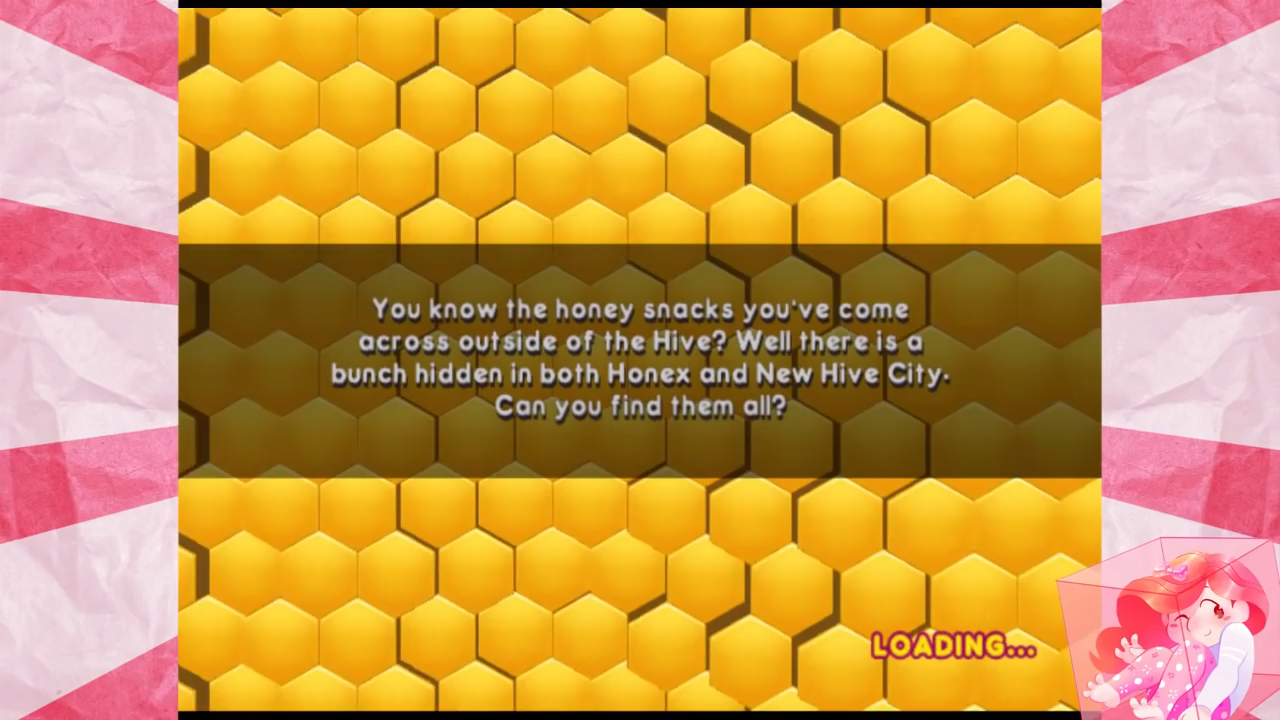 You know the honey snacks you've come
across outside of the Hive? Well there is a
bunch hidden in both Honex and New Hive City.
Can you find them all?
LOADING...